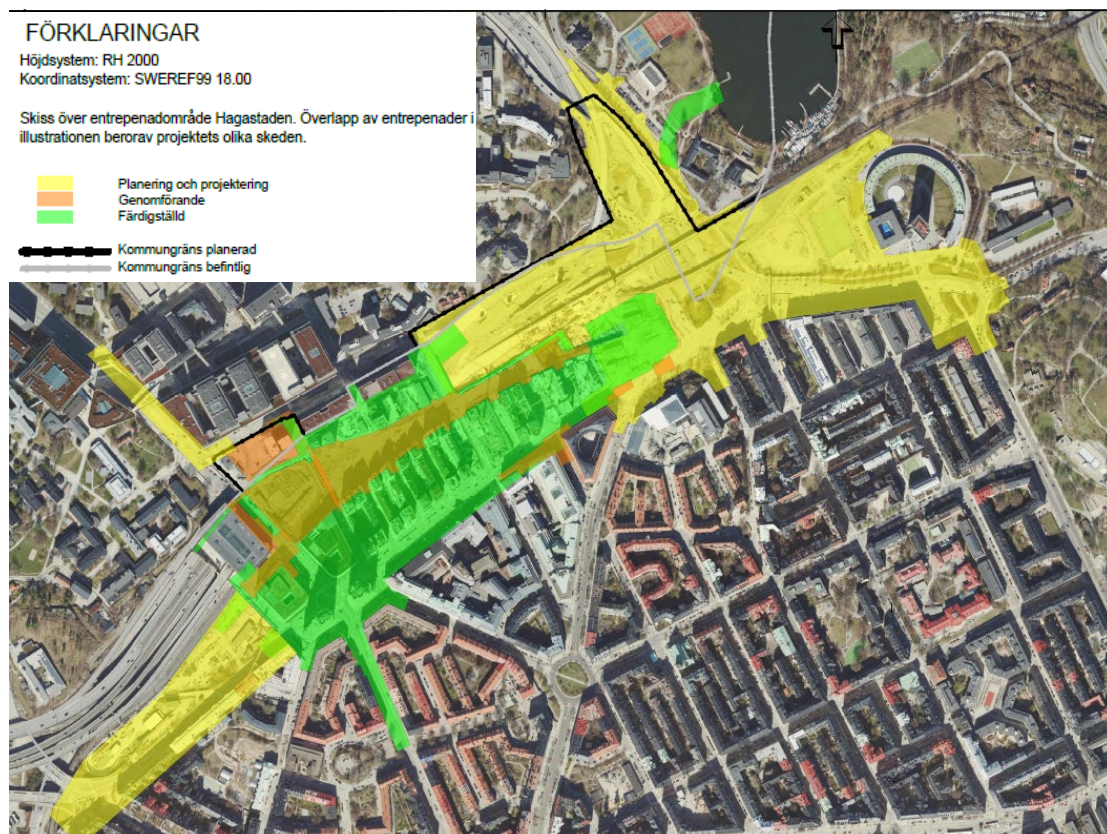 FÖRKLARINGAR
Höjdsystem: RH 2000
Koordinatsystem: SWEREF99 18.00
Skiss över entrepenadområde Hagastaden. Överlapp av entrepenader i
illustrationen berorav projektets olika skeden.
Planering och projektering
Genomförande
Färdigställd
Kommungräns planerad
Kommungräns befintlig